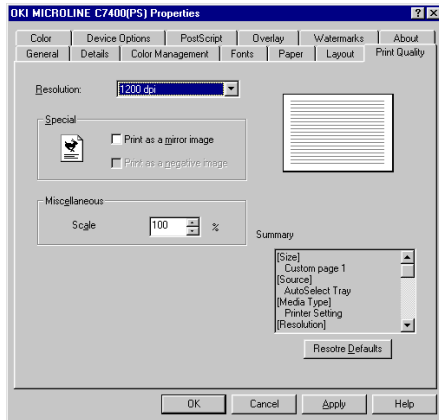 OKI MICROLINE C7400(PS) Properties
Color Device Options PostScript Overlay Watermarks About
General Details Color Management Fonts Paper Layout Print Quality
Resolution: 1200 dpi
Special
Print as a mirror image
Print as a negative image
Miscellaneous
Scale 100 %
Summary
[Size]
Custom page 1
[Source]
AutoSelect Tray
[Media Type]
Printer Setting
[Resolution]
Resotre Defaults
OK Cancel Apply Help